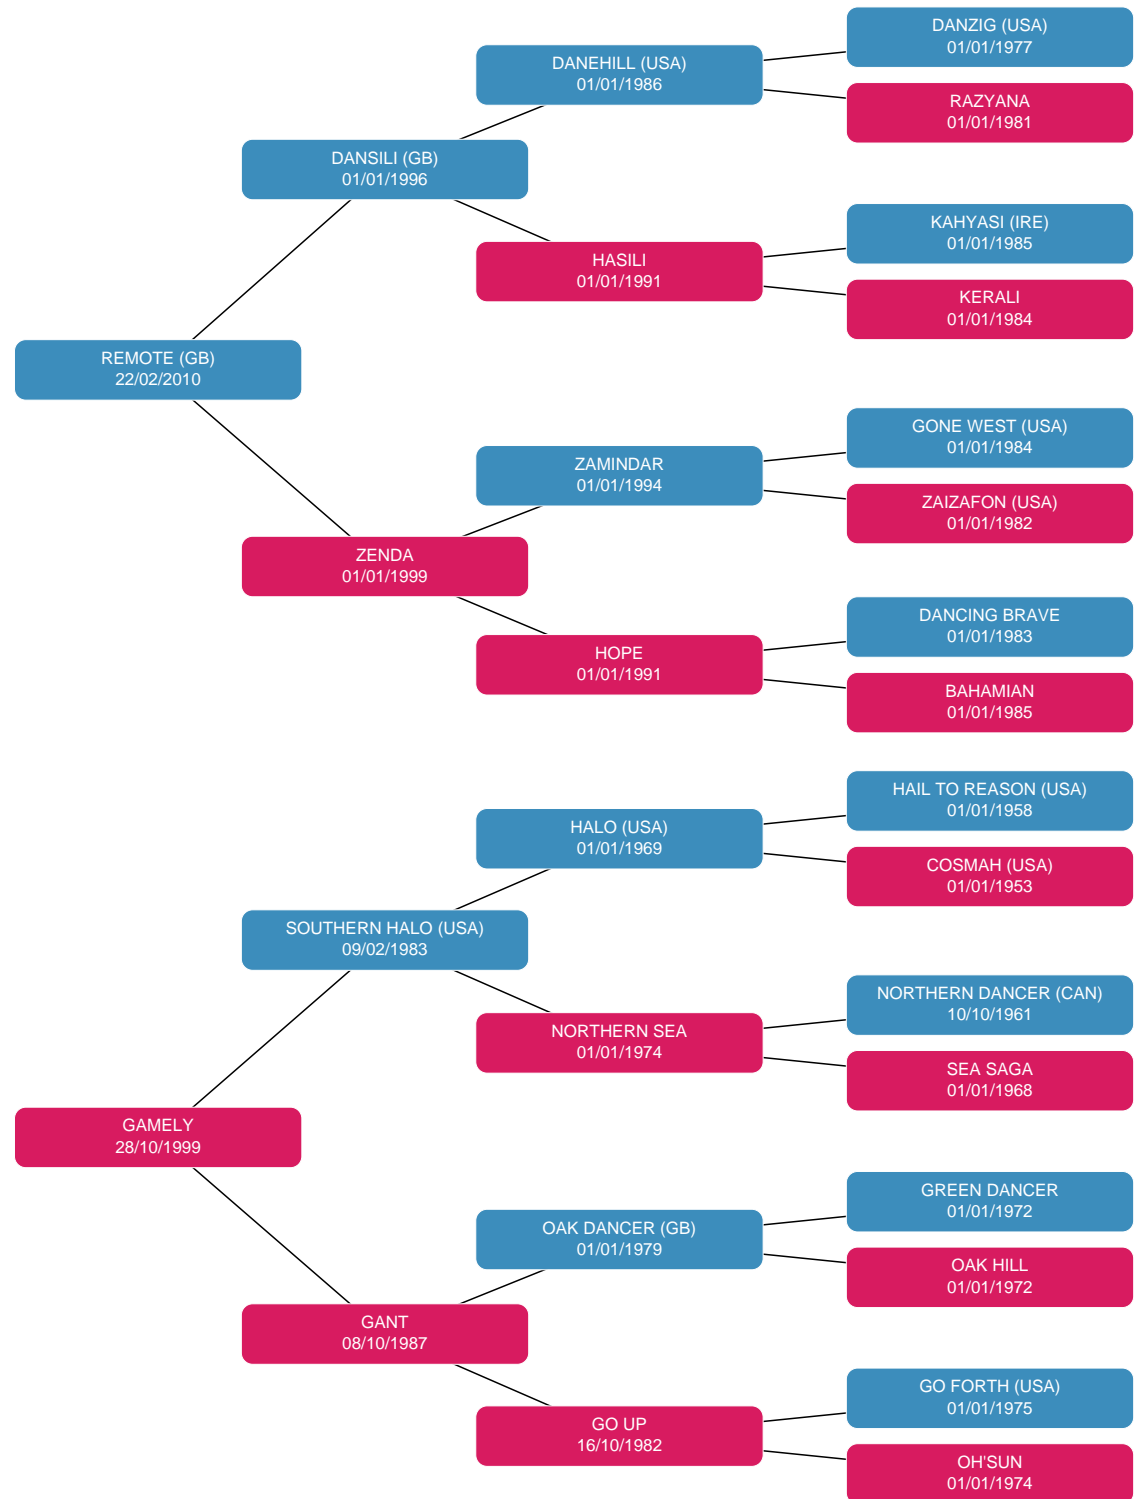 DANZIG (USA)
01/01/1977
DANEHILL (USA)
01/01/1986
RAZYANA
01/01/1981
DANSILI (GB)
01/01/1996
KAHYASI (IRE)
01/01/1985
HASILI
01/01/1991
KERALI
01/01/1984
REMOTE (GB)
22/02/2010
GONE WEST (USA)
01/01/1984
ZAMINDAR
01/01/1994
ZAIZAFON (USA)
01/01/1982
ZENDA
01/01/1999
DANCING BRAVE
01/01/1983
HOPE
01/01/1991
BAHAMIAN
01/01/1985
HAIL TO REASON (USA)
01/01/1958
HALO (USA)
01/01/1969
COSMAH (USA)
01/01/1953
SOUTHERN HALO (USA)
09/02/1983
NORTHERN DANCER (CAN)
10/10/1961
NORTHERN SEA
01/01/1974
SEA SAGA
01/01/1968
GAMELY
28/10/1999
GREEN DANCER
01/01/1972
OAK DANCER (GB)
01/01/1979
OAK HILL
01/01/1972
GANT
08/10/1987
GO FORTH (USA)
01/01/1975
GO UP
16/10/1982
OH'SUN
01/01/1974